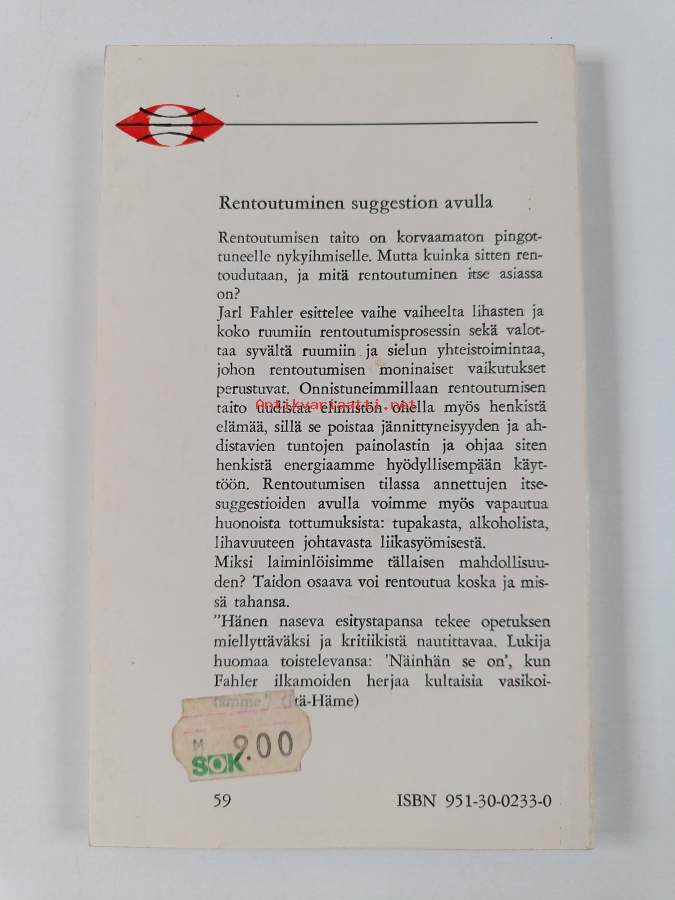 Rentoutuminen suggestion avulla
Rentoutumisen taito on korvaamaton pingot-
tuneelle nykyihmiselle. Mutta kuinka sitten ren-
toudutaan, ja mitä rentoutuminen itse asiassa
on?
Jarl Fahler esittelee vaihe vaiheelta lihasten ja
koko ruumiin rentoutumisprosessin sekä valot-
taa syvältä ruumiin ja sielun yhteistoimintaa,
johon rentoutumisen moninaiset vaikutukset
perustuvat. Onnistuneimmillaan rentoutumisen
Antikvariaatti.net
taito uudistaa elimistön ohella myös henkistä
elämää, sillä se poistaa jännittyneisyyden ja ah-
distavien tuntojen painolastin ja ohjaa siten
henkistä energiaamme hyödyllisempään käyt-
töön. Rentoutumisen tilassa annettujen itse-
suggestioiden avulla voimme myös vapautua
huonoista tottumuksista: tupakasta, alkoholista,
lihavuuteen johtavasta liikasyömisestä.
Miksi laiminlöisimme tällaisen mahdollisuu-
den? Taidon osaava voi rentoutua koska ja mis-
sä tahansa.
"Hänen naseva esitystapansa tekee opetuksen
miellyttäväksi ja kritiikistä nautittavaa. Lukija
huomaa toistelevansa: 'Näinhän se on', kun
Fahler ilkamoiden herjaa kultaisia vasikoi-
tamme." (Itä-Häme)
M 9.00
SOK
59 ISBN 951-30-0233-0